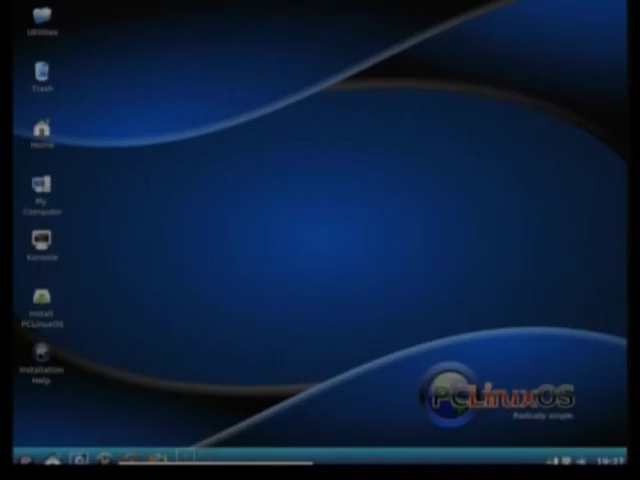 Utilities
Trash
Home
My
Computer
Konsole
Install
PCLinuxOS
Installation
Help
PCLinuxOS
Radically simple